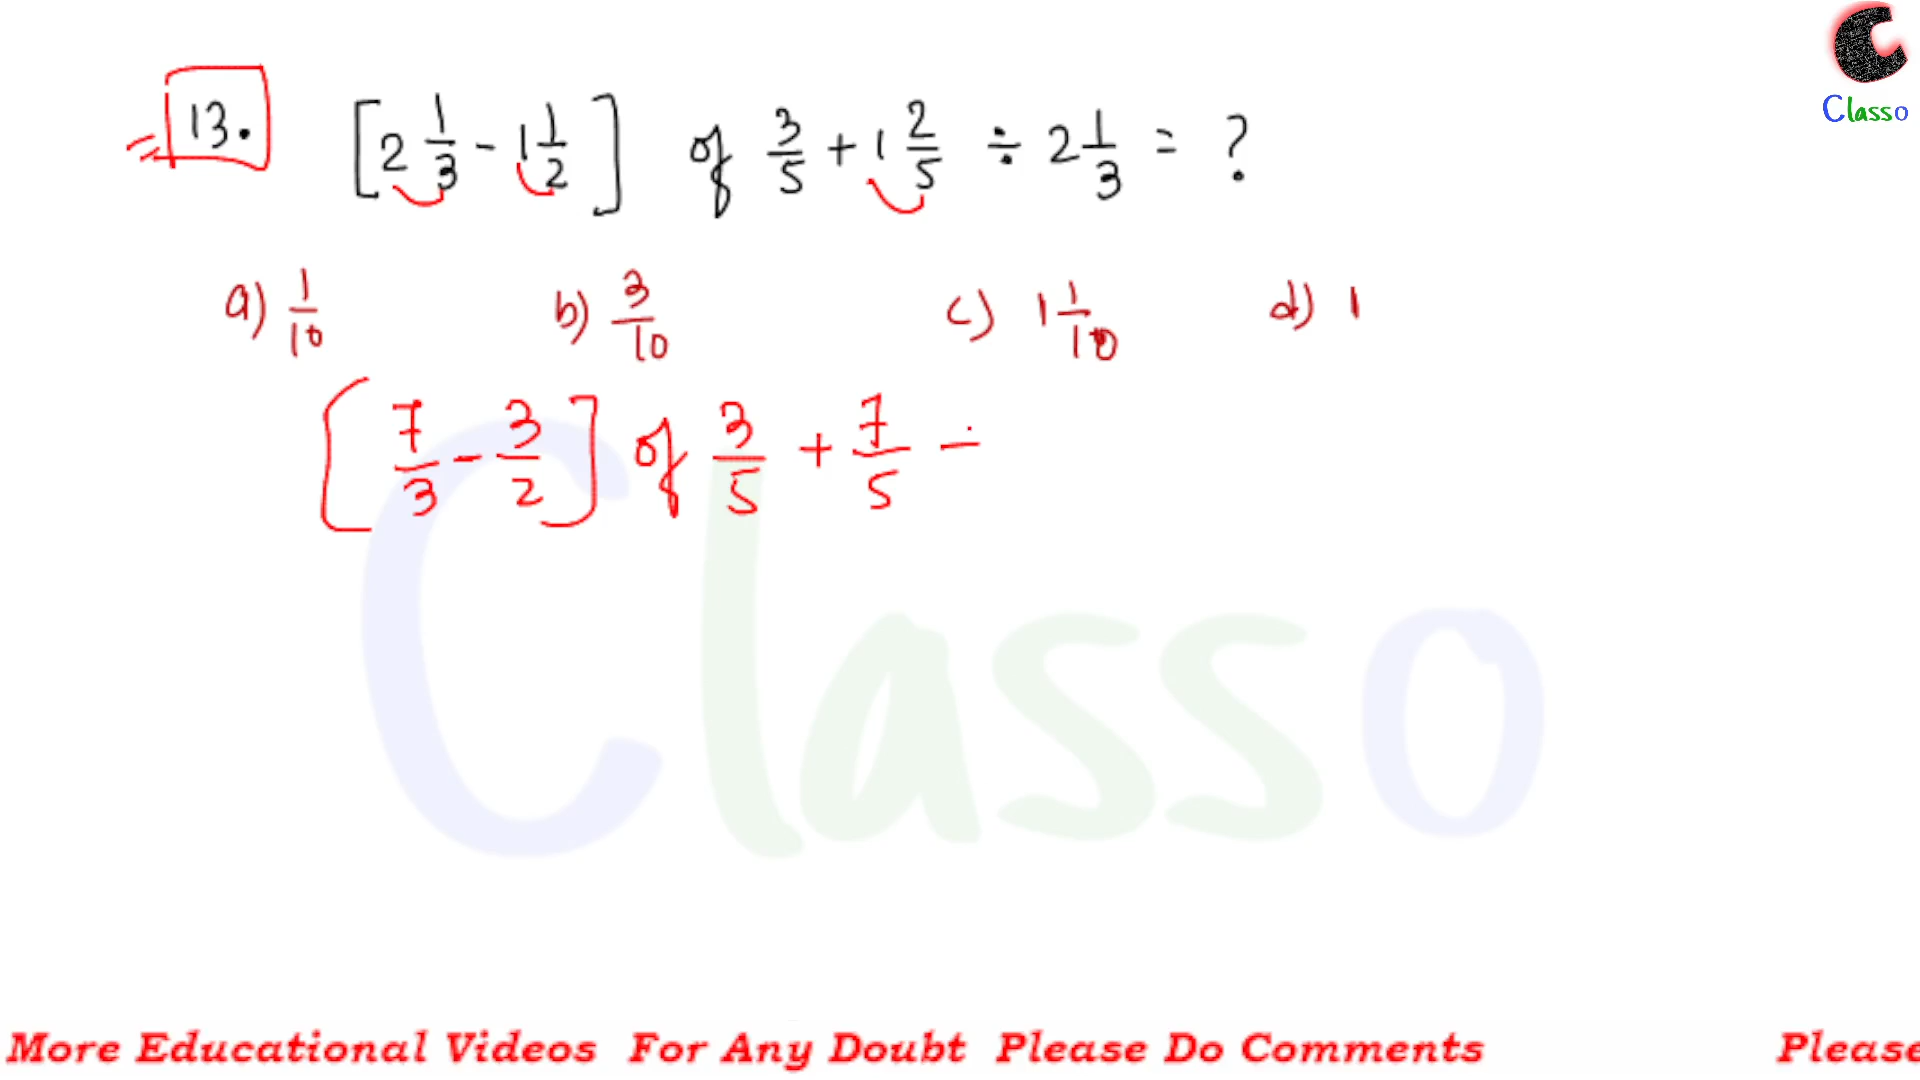 C
Classo
13. [2 1/3 - 1 1/2] of 3/5 + 1 2/5 ÷ 2 1/3 = ?
a) 1/10 b) 3/10 c) 1 1/10 d) 1
[7/3 - 3/2] of 3/5 + 7/5 ÷
Classo
More Educational Videos For Any Doubt Please Do Comments Please